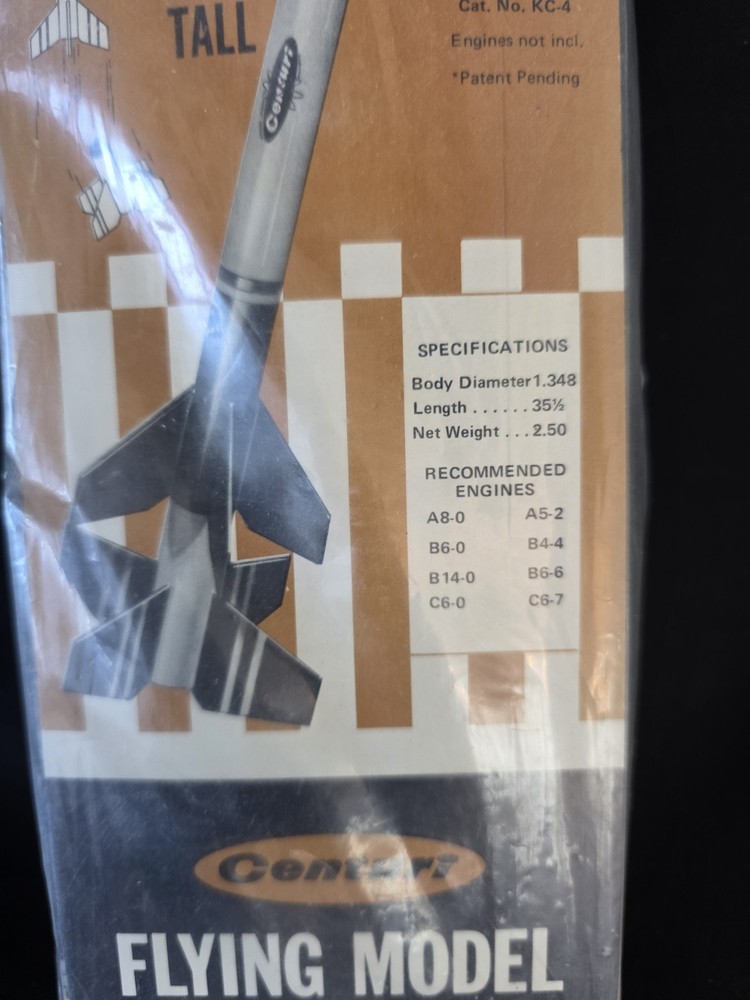 TALL
Cat. No. KC-4
Engines not incl.
*Patent Pending
Centuri
SPECIFICATIONS
Body Diameter 1.348
Length ...... 35½
Net Weight ... 2.50
RECOMMENDED
ENGINES
A8-0 A5-2
B6-0 B4-4
B14-0 B6-6
C6-0 C6-7
Centuri
FLYING MODEL